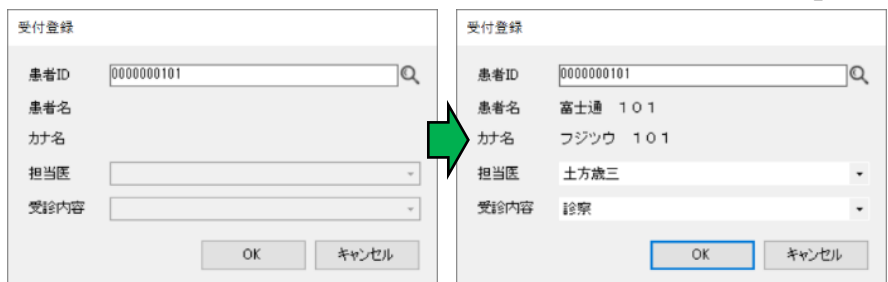 受付登録
患者ID 0000000101
患者名
カナ名
担当医
受診内容
OK キャンセル
受付登録
患者ID 0000000101
患者名 富士通 １０１
カナ名 フジツウ １０１
担当医 土方歳三
受診内容 診察
OK キャンセル